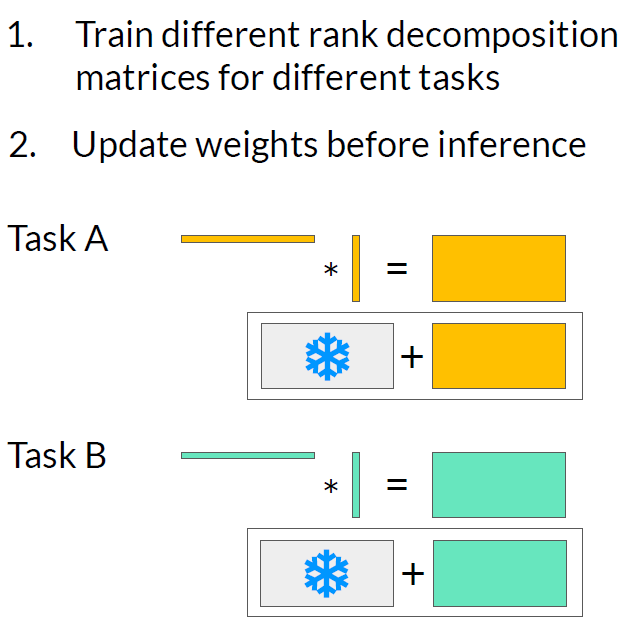 1. Train different rank decomposition
matrices for different tasks
2. Update weights before inference
Task A
* =
+
Task B
* =
+